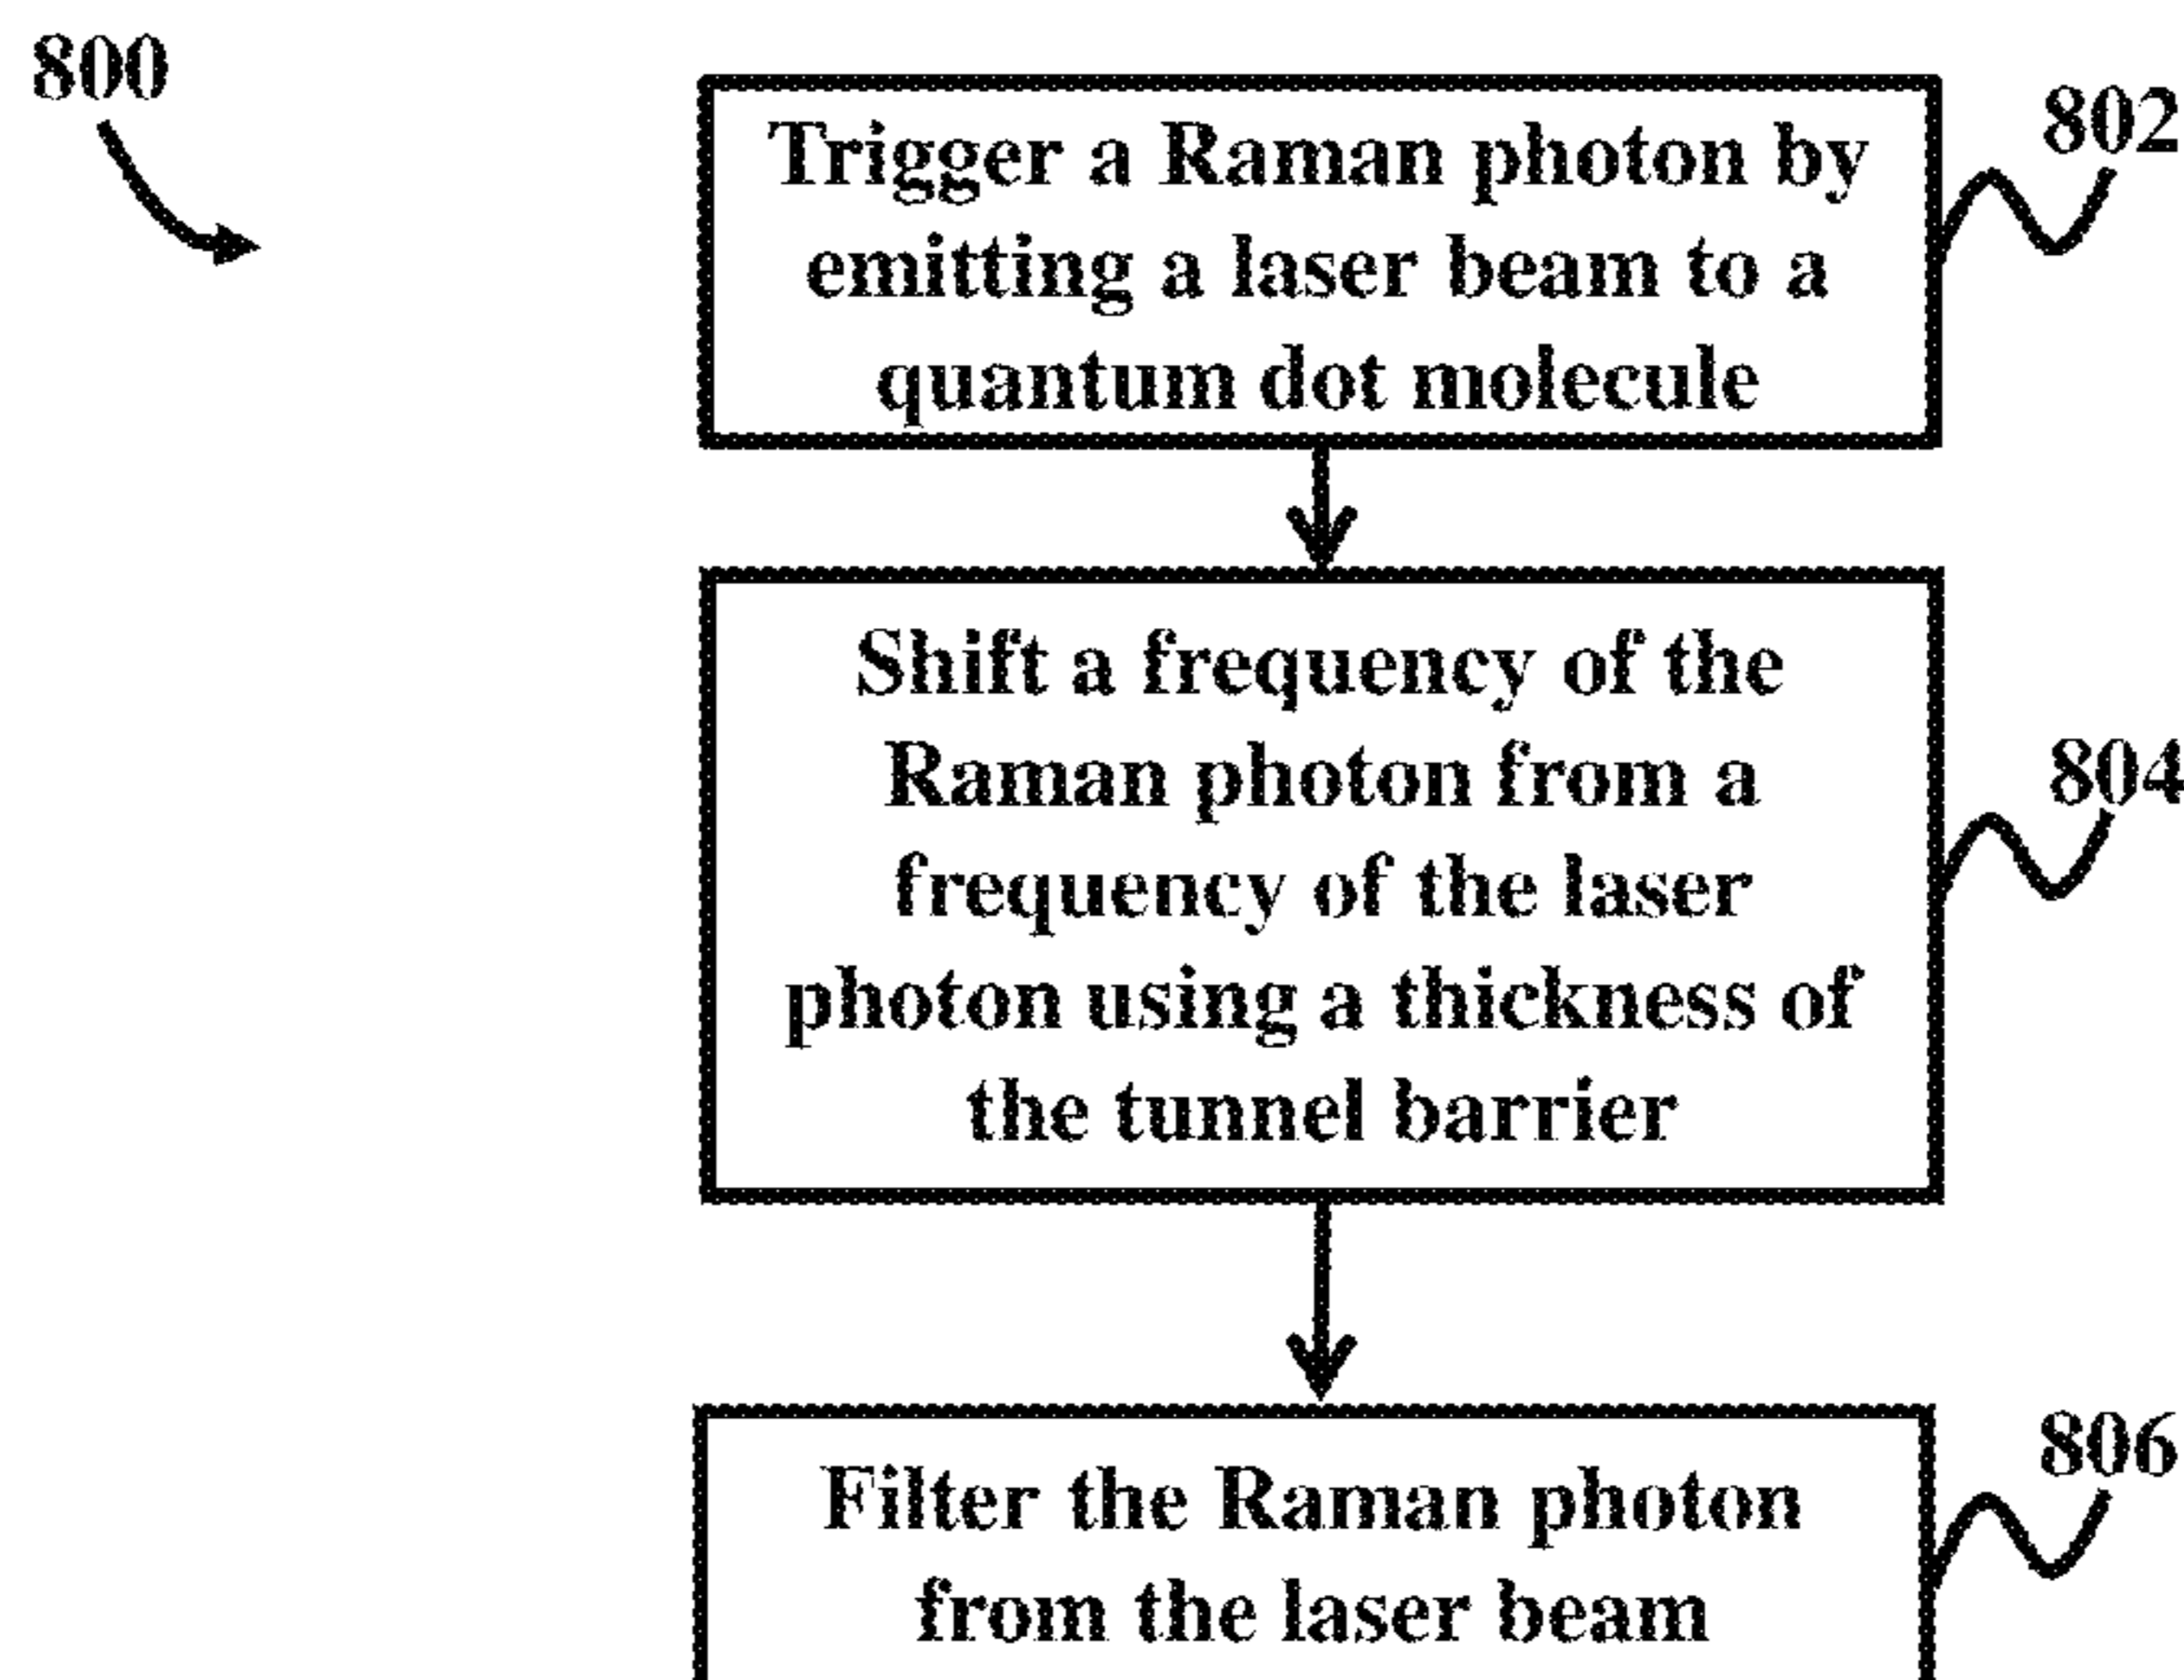 800
802
Trigger a Raman photon by
emitting a laser beam to a
quantum dot molecule
804
Shift a frequency of the
Raman photon from a
frequency of the laser
photon using a thickness of
the tunnel barrier
806
Filter the Raman photon
from the laser beam